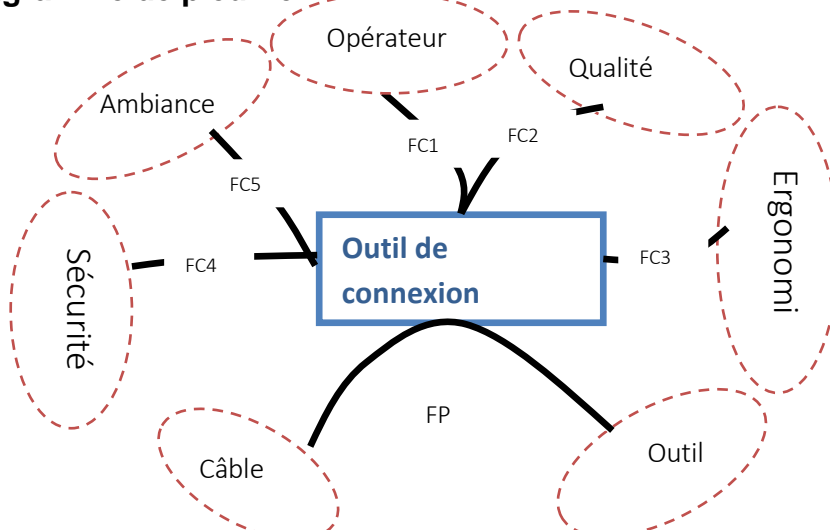 Opérateur
Qualité
Ambiance
FC1
FC2
FC5
Ergonomi
Outil de
connexion
FC3
FC4
Sécurité
FP
Câble
Outil